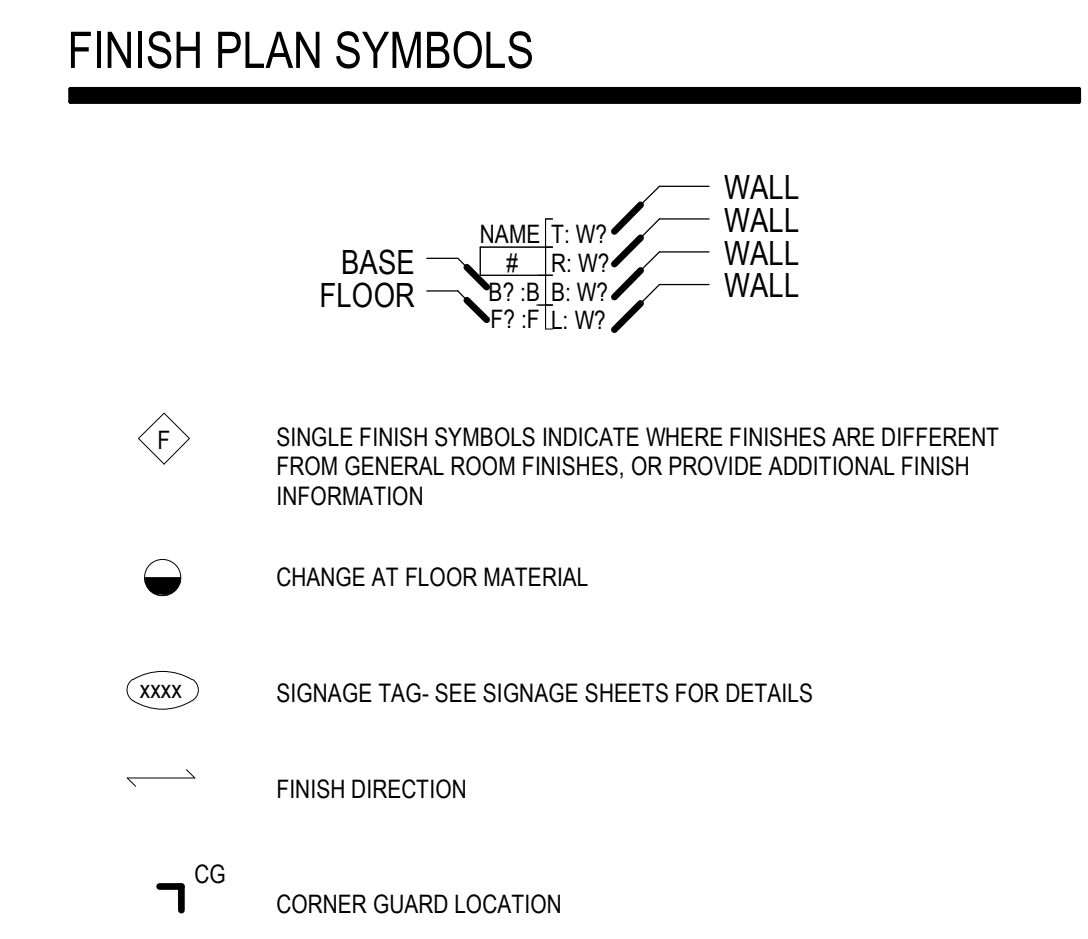 FINISH PLAN SYMBOLS
WALL
WALL
WALL
WALL
NAME T: W?
BASE # R: W?
FLOOR B? :B B: W?
F? :F L: W?
F
SINGLE FINISH SYMBOLS INDICATE WHERE FINISHES ARE DIFFERENT
FROM GENERAL ROOM FINISHES, OR PROVIDE ADDITIONAL FINISH
INFORMATION
CHANGE AT FLOOR MATERIAL
XXXX SIGNAGE TAG- SEE SIGNAGE SHEETS FOR DETAILS
FINISH DIRECTION
CG
CORNER GUARD LOCATION